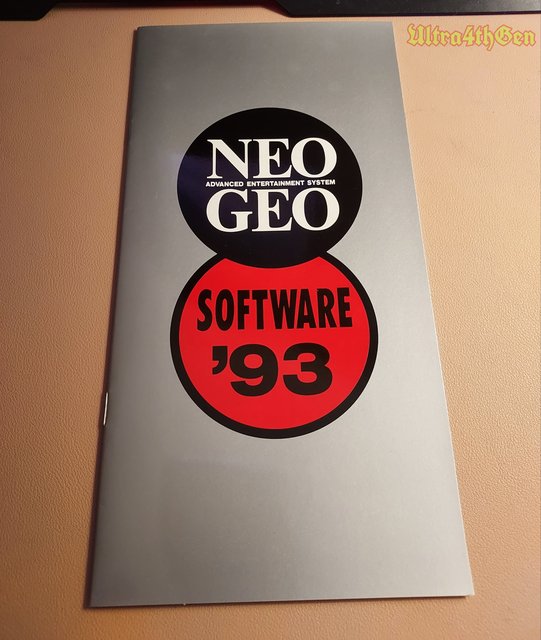 Ultra4thGen
NEO
ADVANCED ENTERTAINMENT SYSTEM
GEO
SOFTWARE
'93